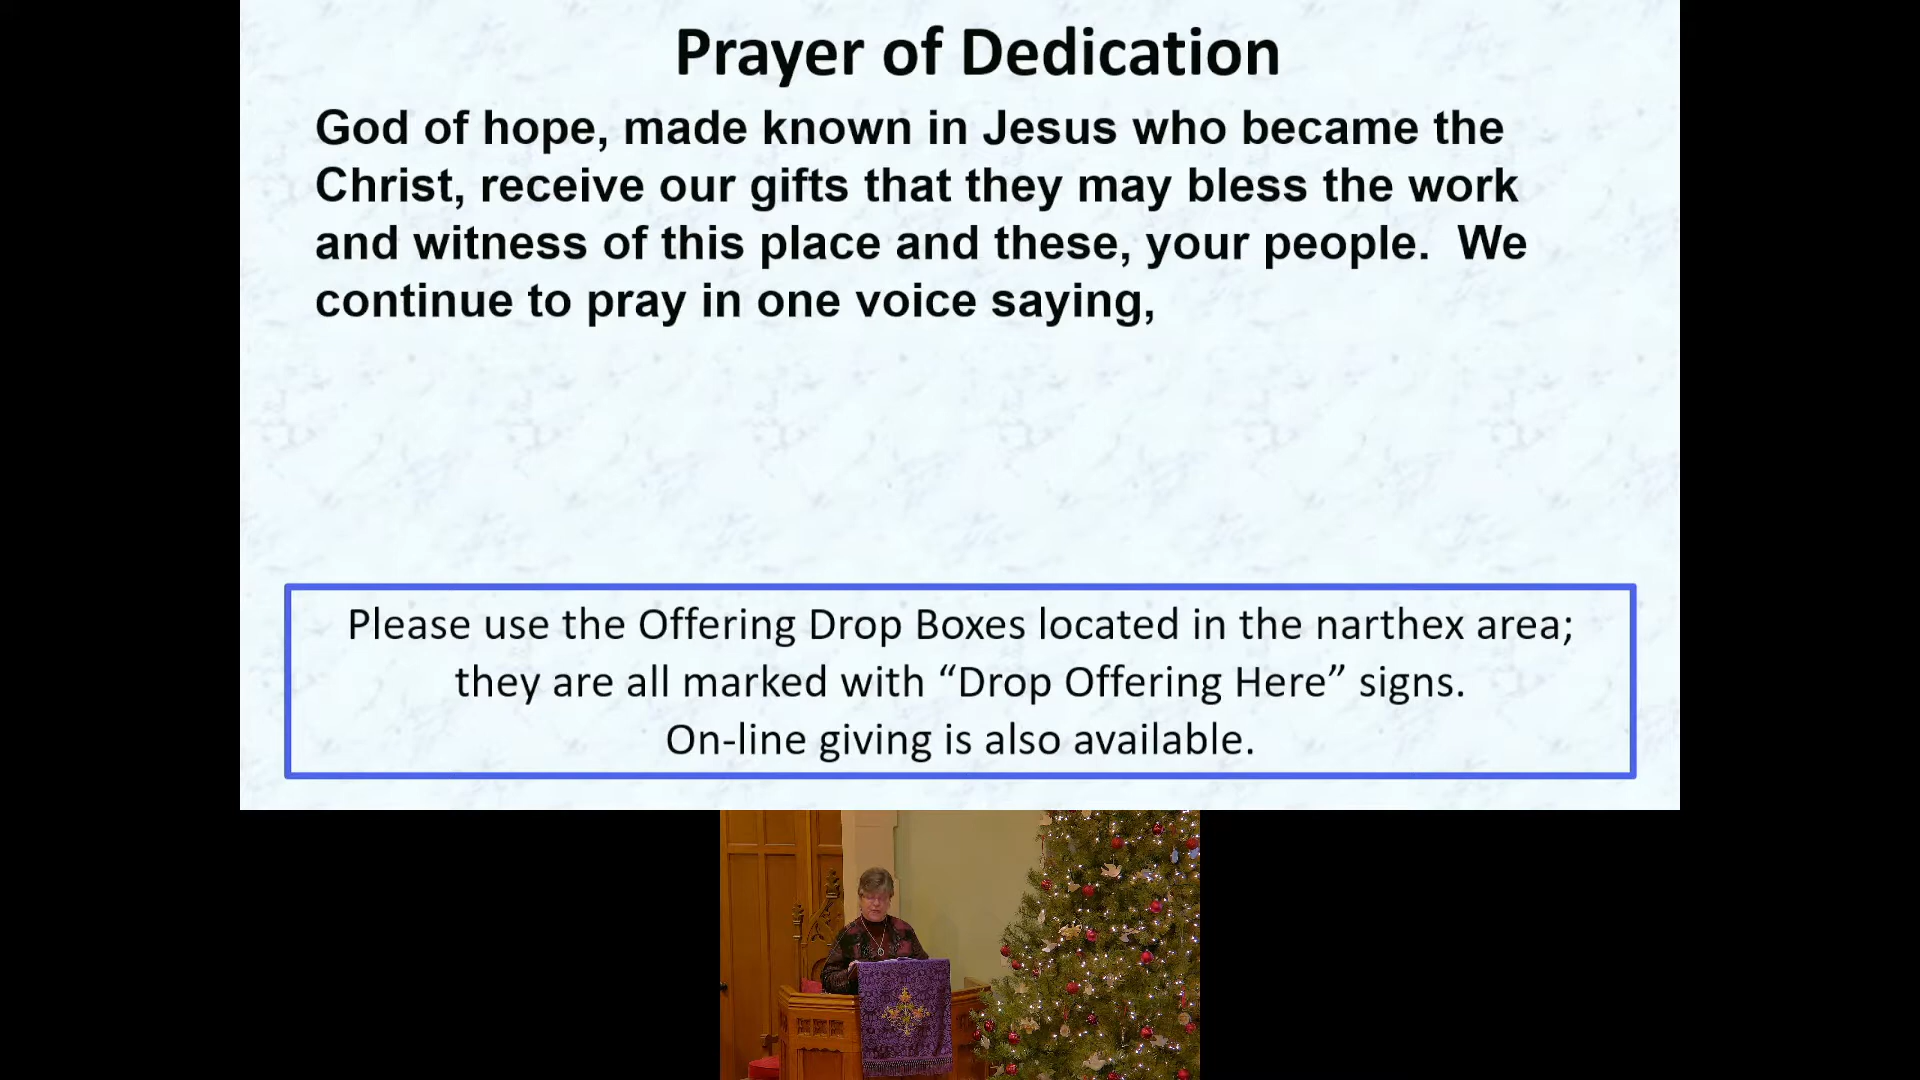 Prayer of Dedication
God of hope, made known in Jesus who became the
Christ, receive our gifts that they may bless the work
and witness of this place and these, your people.  We
continue to pray in one voice saying,
Please use the Offering Drop Boxes located in the narthex area;
they are all marked with “Drop Offering Here” signs.
On-line giving is also available.